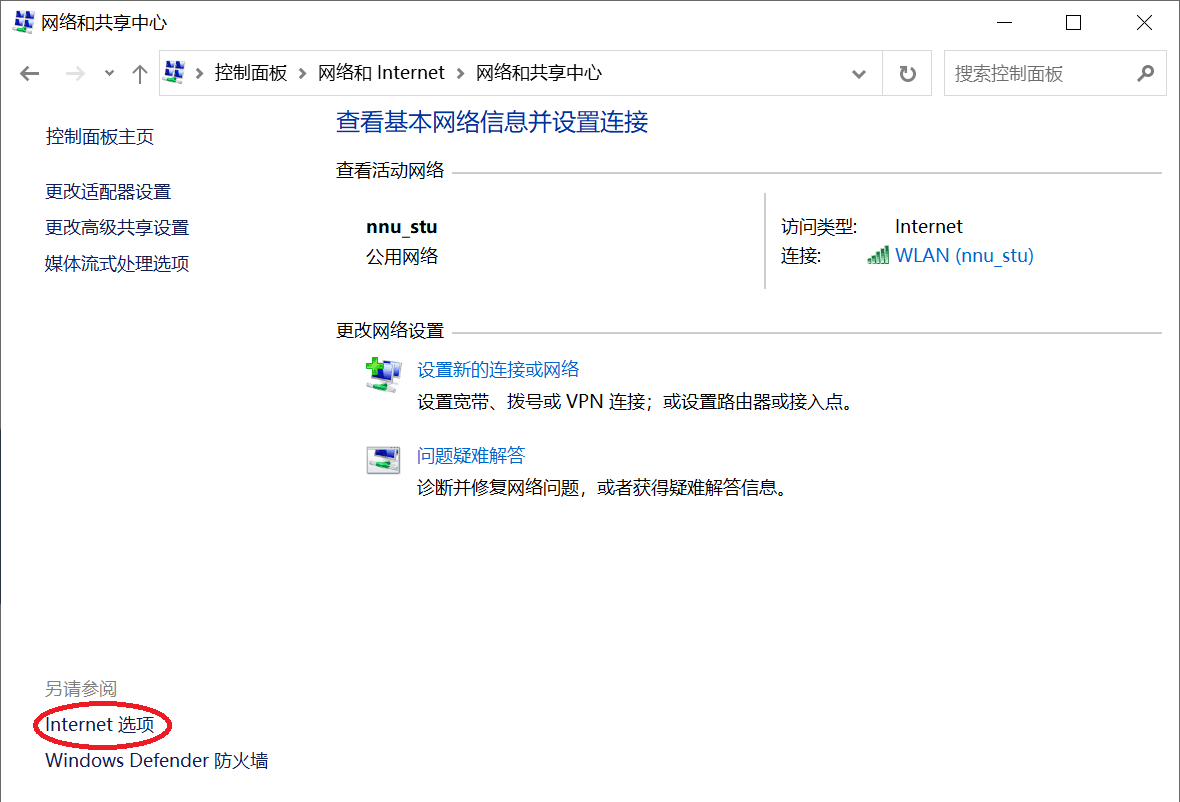 网络和共享中心
控制面板 网络和 Internet 网络和共享中心
搜索控制面板
控制面板主页
更改适配器设置
更改高级共享设置
媒体流式处理选项
查看基本网络信息并设置连接
查看活动网络
nnu_stu
公用网络
访问类型: Internet
连接: WLAN (nnu_stu)
更改网络设置
设置新的连接或网络
设置宽带、拨号或 VPN 连接；或设置路由器或接入点。
问题疑难解答
诊断并修复网络问题，或者获得疑难解答信息。
另请参阅
Internet 选项
Windows Defender 防火墙